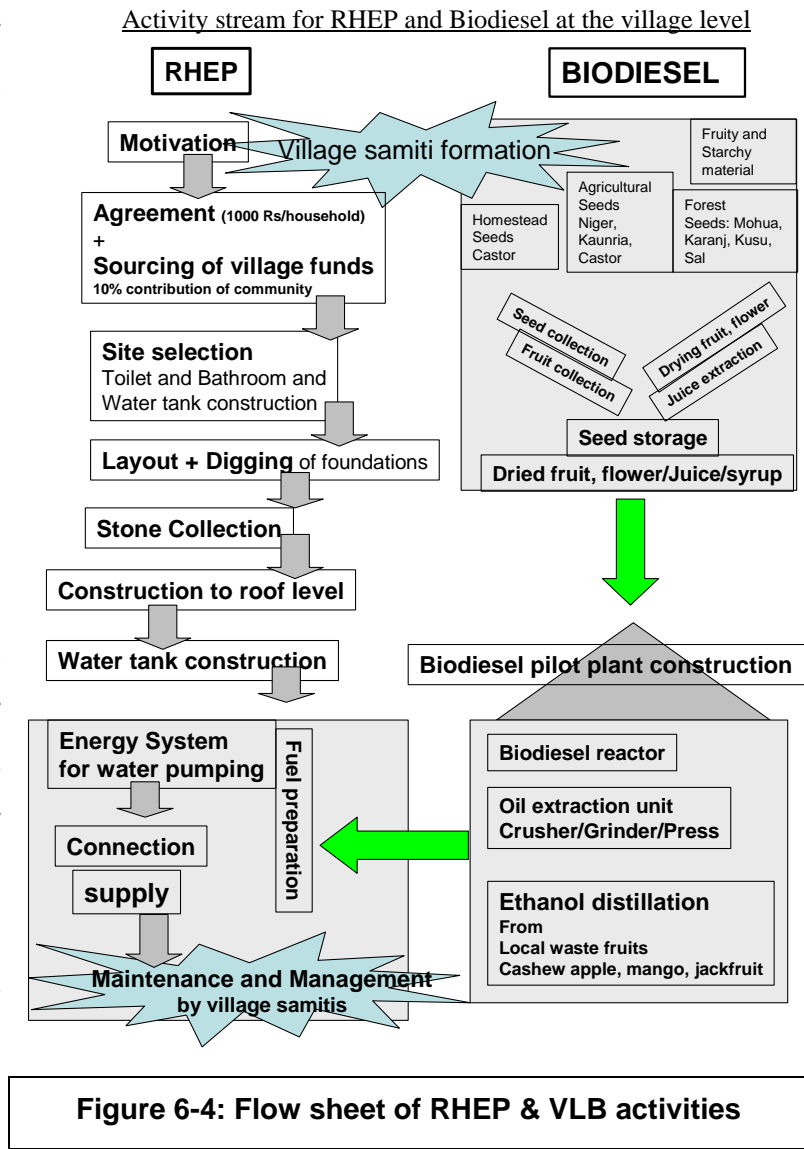 Activity stream for RHEP and Biodiesel at the village level
RHEP
BIODIESEL
Village samiti formation
Motivation
Agreement (1000 Rs/household)
+
Sourcing of village funds
10% contribution of community
Site selection
Toilet and Bathroom and
Water tank construction
Layout + Digging of foundations
Stone Collection
Construction to roof level
Water tank construction
Energy System
for water pumping
Fuel preparation
Connection
supply
Maintenance and Management
by village samitis
Fruity and
Starchy
material
Homestead
Seeds
Castor
Agricultural
Seeds
Niger,
Kaunria,
Castor
Forest
Seeds: Mohua,
Karanj, Kusu,
Sal
Seed collection
Fruit collection
Drying fruit, flower
Juice extraction
Seed storage
Dried fruit, flower/Juice/syrup
Biodiesel pilot plant construction
Biodiesel reactor
Oil extraction unit
Crusher/Grinder/Press
Ethanol distillation
From
Local waste fruits
Cashew apple, mango, jackfruit
Figure 6-4: Flow sheet of RHEP & VLB activities